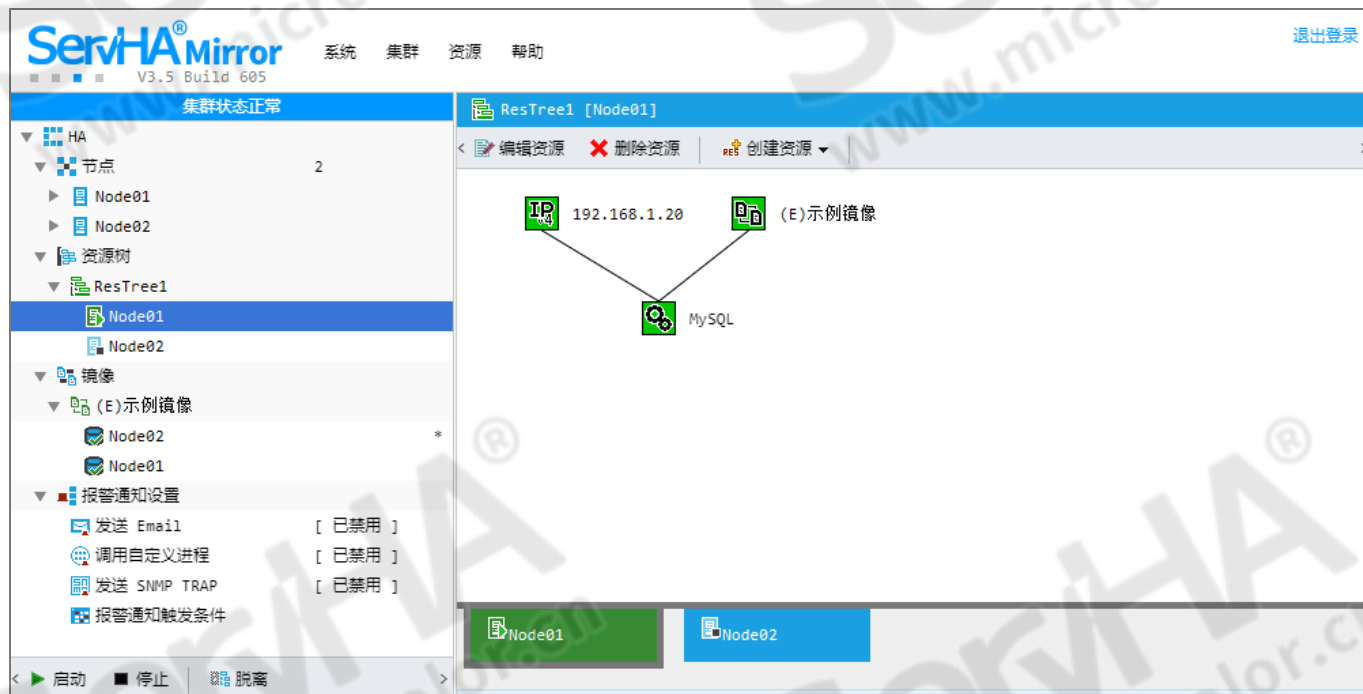 ServHA® Mirror
V3.5 Build 605
系统 集群 资源 帮助
退出登录
集群状态正常
HA
节点 2
Node01
Node02
资源树
ResTree1
Node01
Node02
镜像
(E)示例镜像
Node02 *
Node01
报警通知设置
发送 Email [ 已禁用 ]
调用自定义进程 [ 已禁用 ]
发送 SNMP TRAP [ 已禁用 ]
报警通知触发条件
< 启动 停止 脱离 >
ResTree1 [Node01]
< 编辑资源 删除资源 RES 创建资源
IP v4 192.168.1.20 (E)示例镜像
MySQL
Node01 Node02